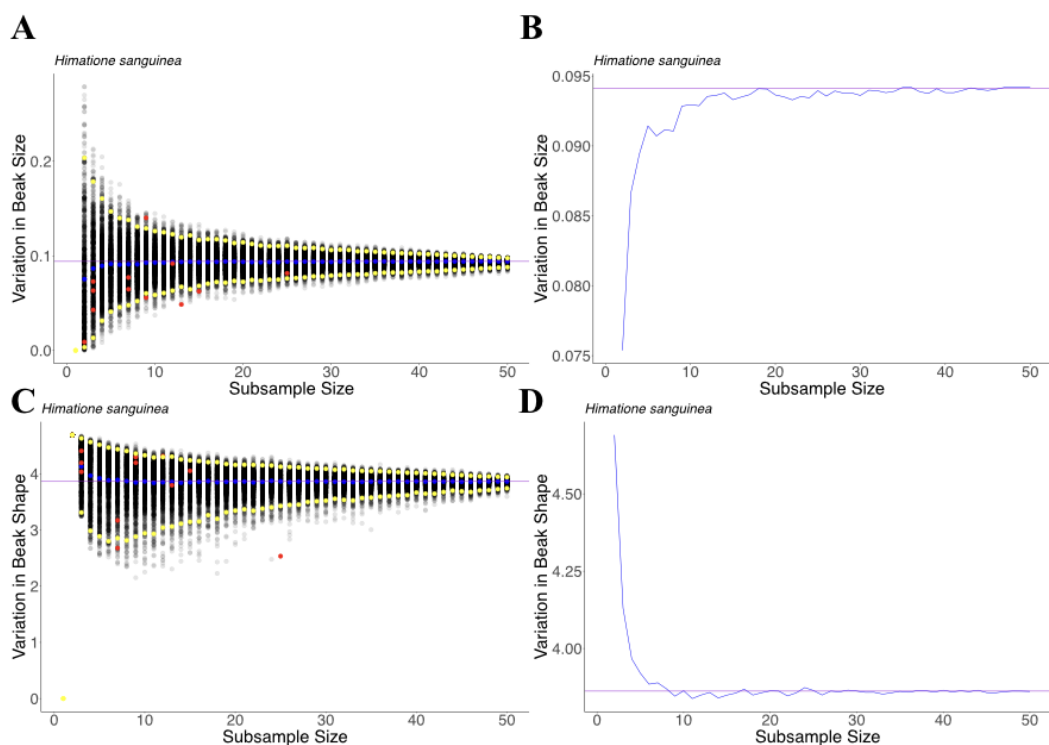 A
Himatione sanguinea
Variation in Beak Size
0.2
0.1
0.0
0 10 20 30 40 50
Subsample Size
B
Himatione sanguinea
Variation in Beak Size
0.095
0.090
0.085
0.080
0.075
0 10 20 30 40 50
Subsample Size
C
Himatione sanguinea
Variation in Beak Shape
4
3
2
1
0
0 10 20 30 40 50
Subsample Size
D
Himatione sanguinea
Variation in Beak Shape
4.50
4.25
4.00
0 10 20 30 40 50
Subsample Size